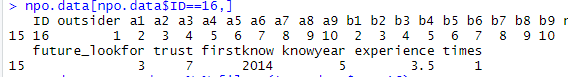 > npo.data[npo.data$ID==16,]
ID outsider a1 a2 a3 a4 a5 a6 a7 a8 a9 b1 b2 b3 b4 b5 b6 b7 b8 b9
15 16 1 2 3 4 5 6 7 8 9 10 2 3 4 5 6 7 8 9 10
future_lookfor trust firstknow knowyear experience times
15 3 7 2014 5 3.5 1